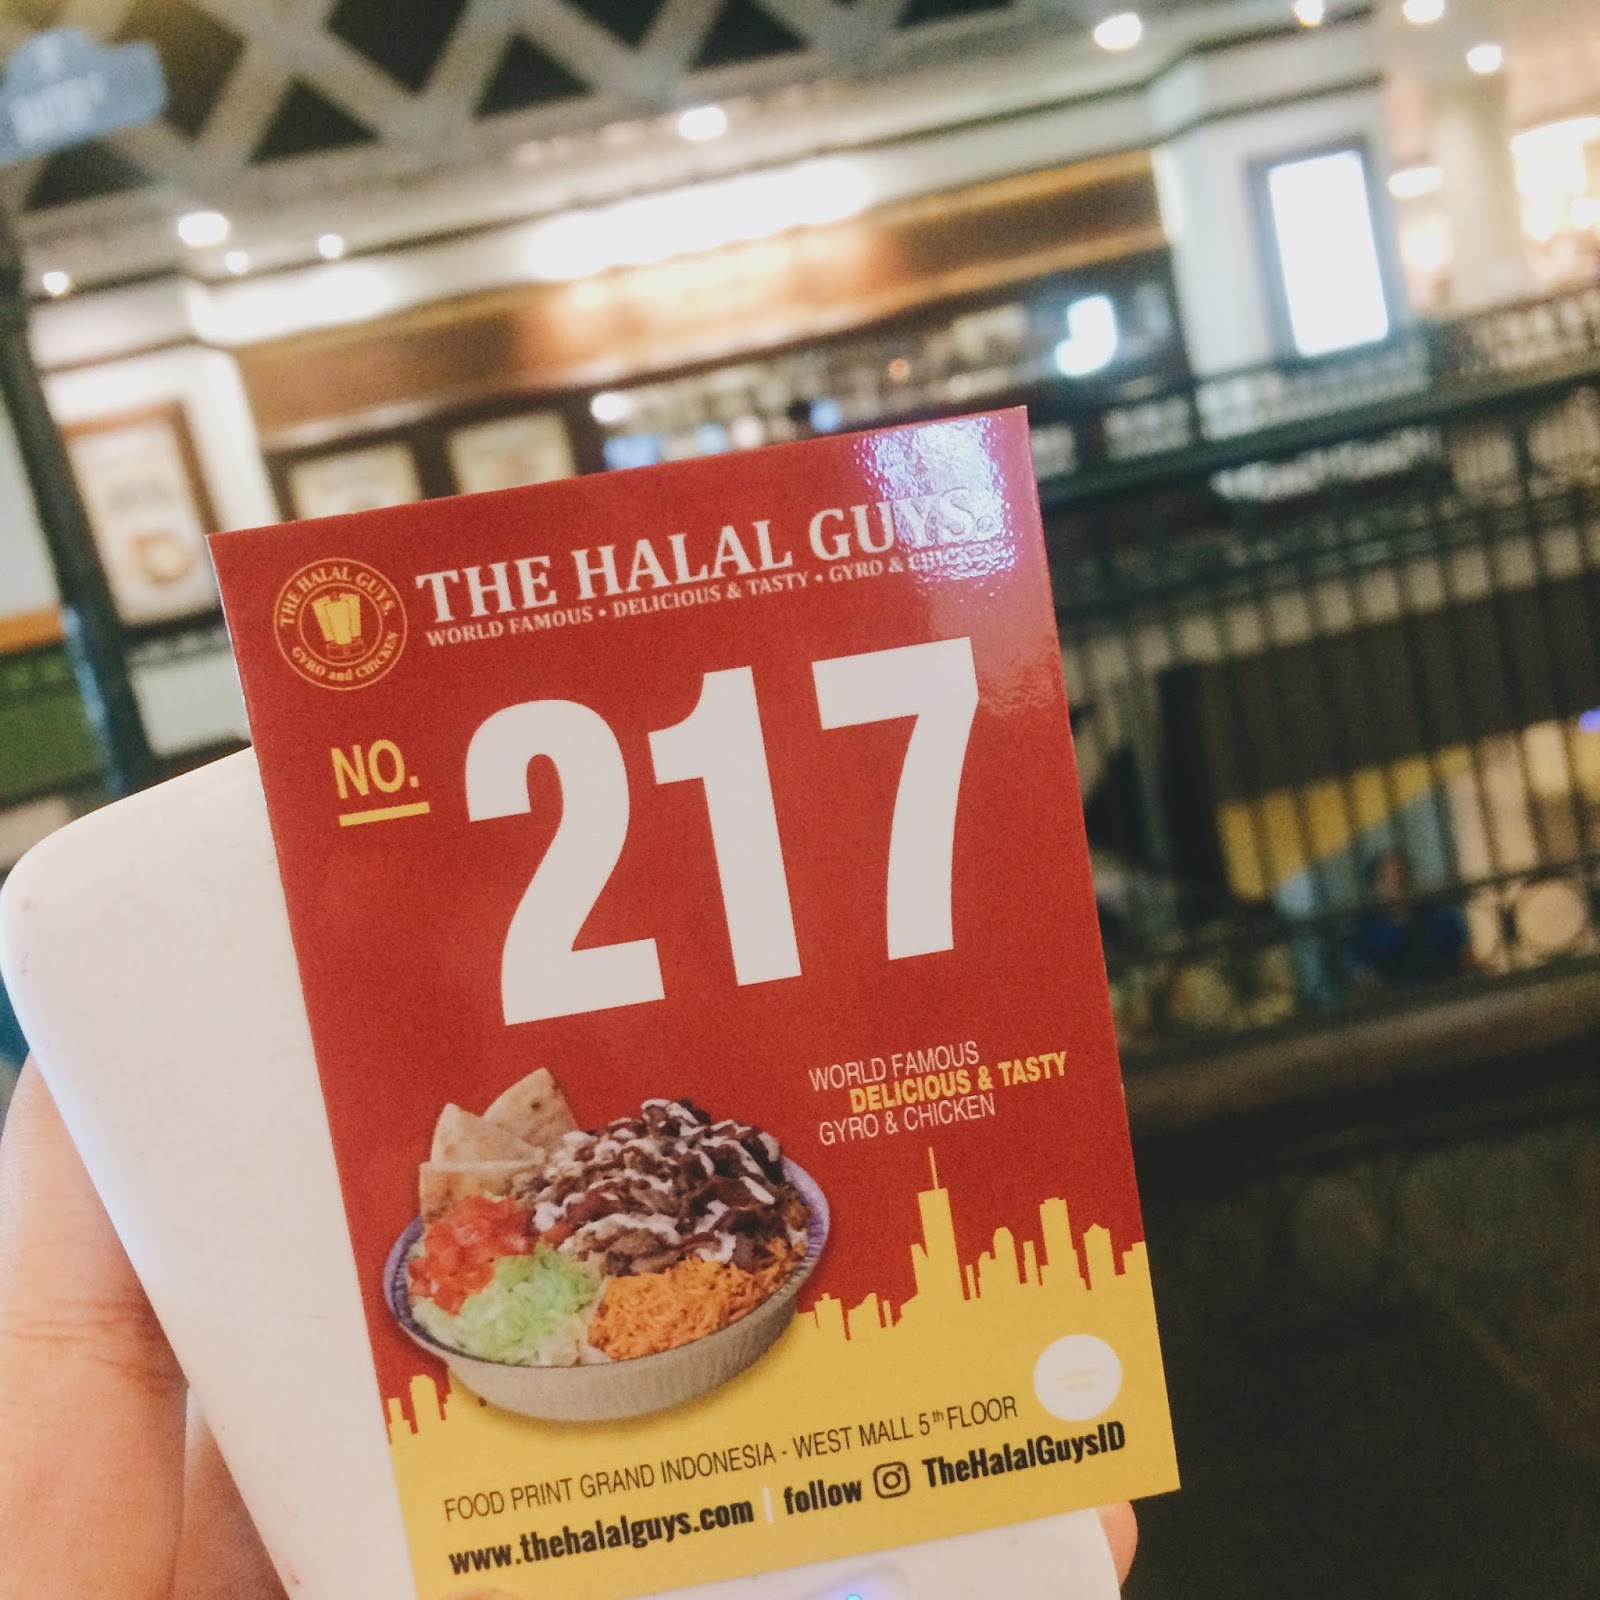 THE HALAL GUYS.
GYRO and CHICKEN
THE HALAL GUYS.
WORLD FAMOUS • DELICIOUS & TASTY • GYRO & CHICKEN
NO. 217
WORLD FAMOUS
DELICIOUS & TASTY
GYRO & CHICKEN
FOOD PRINT GRAND INDONESIA - WEST MALL 5th FLOOR
www.thehalalguys.com | follow TheHalalGuysID